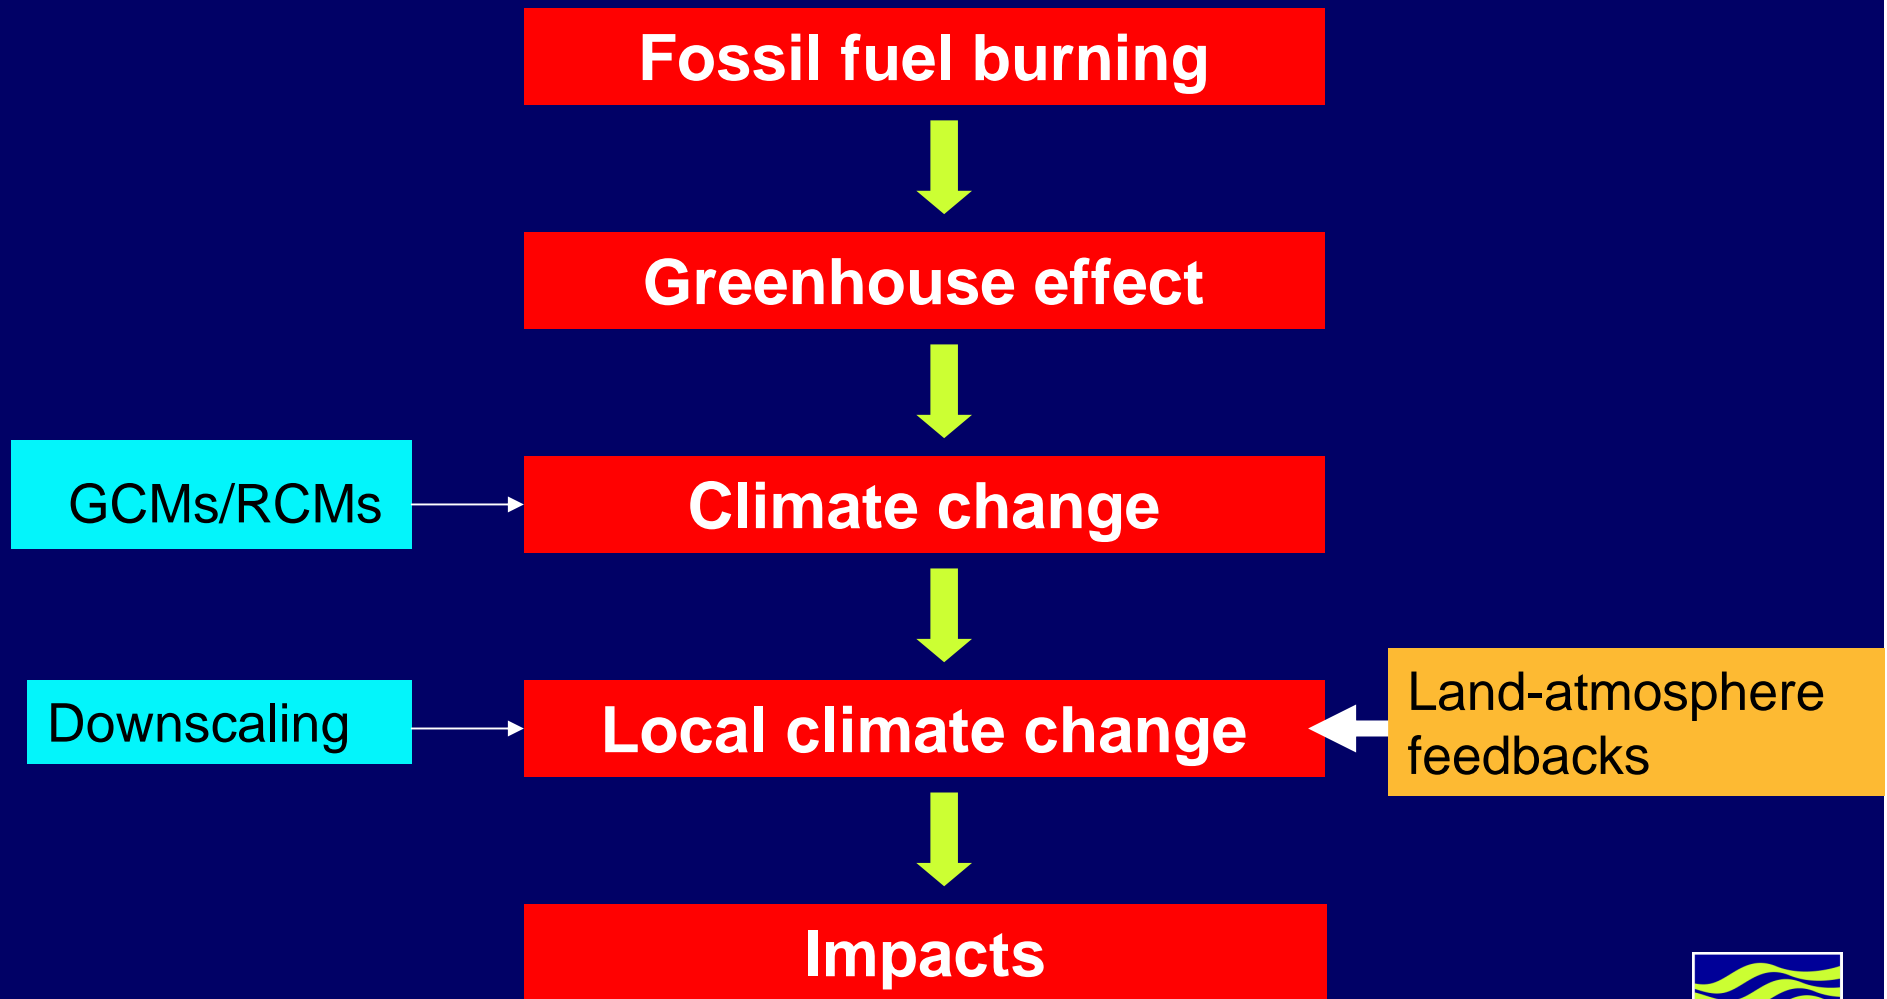 Fossil fuel burning
Greenhouse effect
GCMs/RCMs
Climate change
Downscaling
Local climate change
Land-atmosphere
feedbacks
Impacts